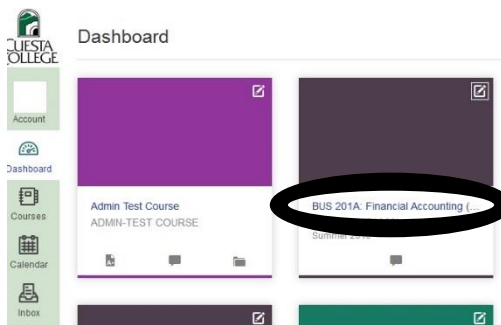 CUESTA
COLLEGE
Dashboard
Account
Dashboard
Courses
Calendar
Inbox
Admin Test Course
ADMIN-TEST COURSE
BUS 201A: Financial Accounting (...
Summer